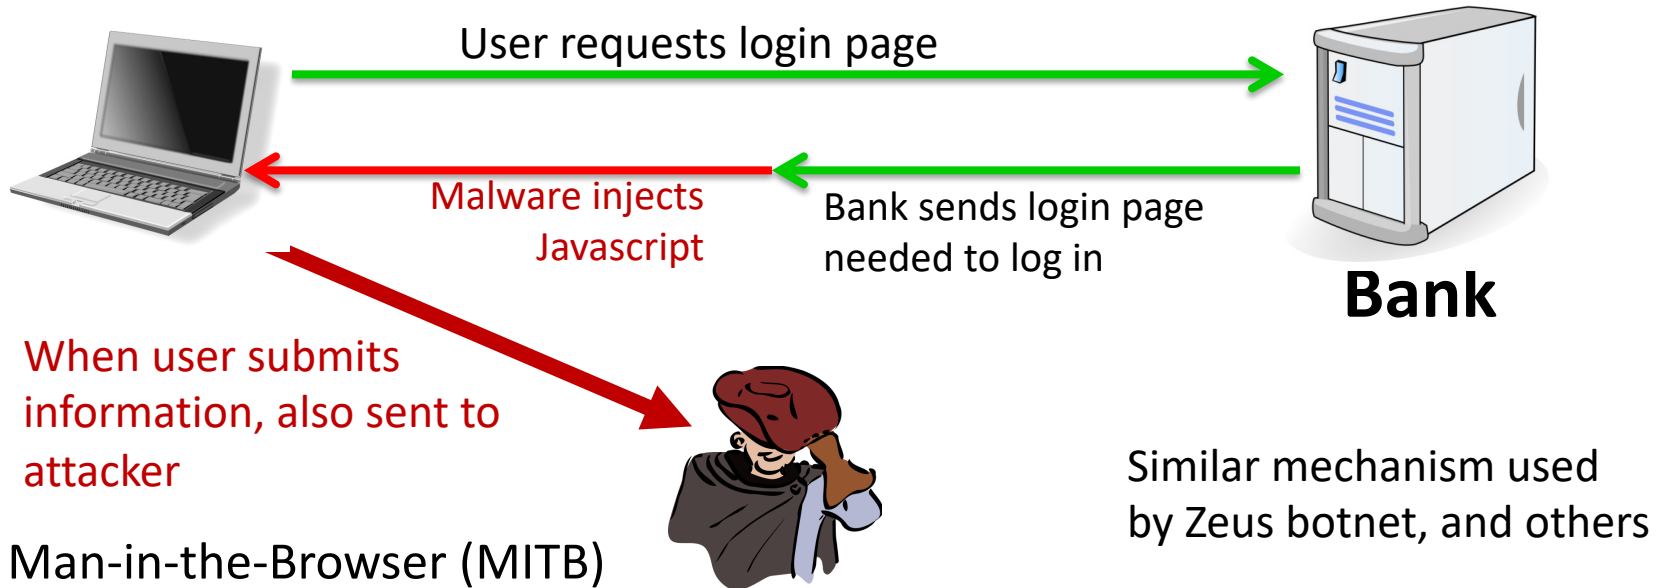 User requests login page
Malware injects
Javascript
Bank sends login page
needed to log in
Bank
When user submits
information, also sent to
attacker
Similar mechanism used
by Zeus botnet, and others
Man-in-the-Browser (MITB)